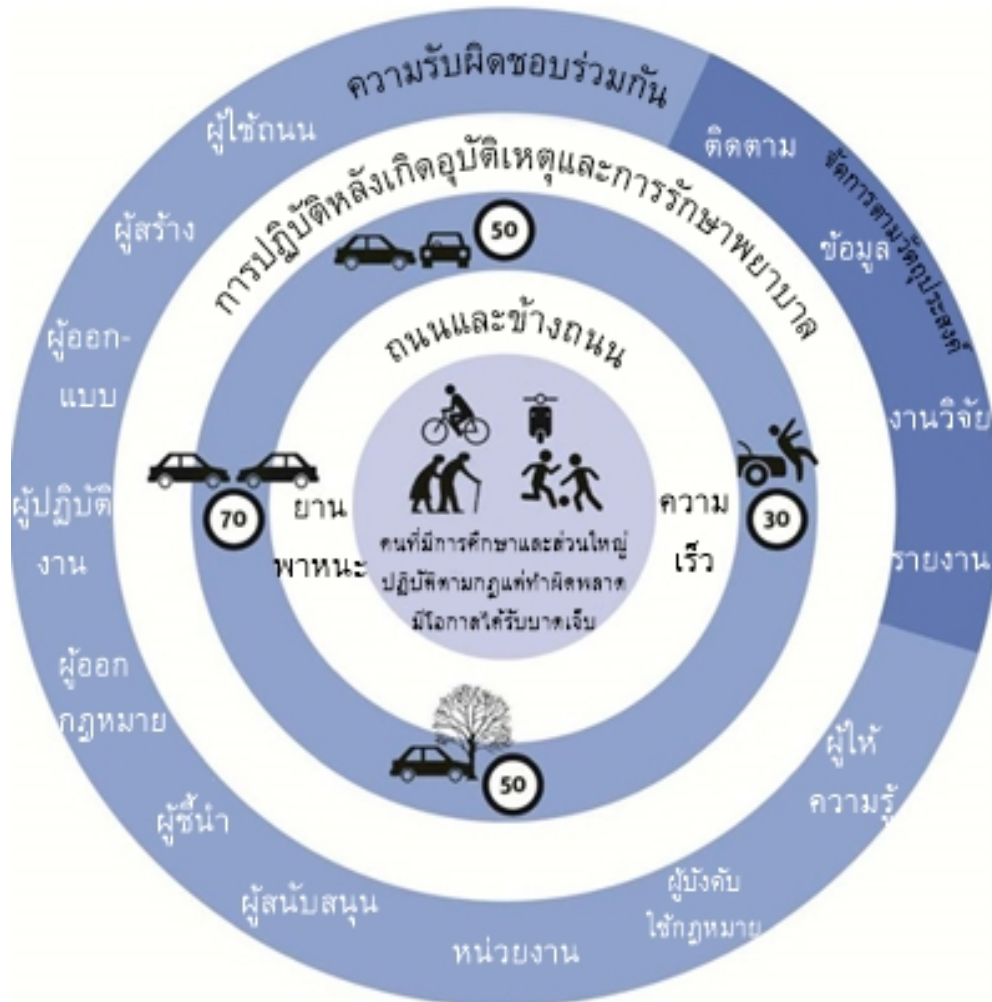 ความรับผิดชอบร่วมกัน
ผู้ใช้ถนน
ผู้สร้าง
ผู้ออก-
แบบ
ผู้ปฏิบัติ
งาน
ผู้ออก
กฎหมาย
ผู้ชี้นำ
ผู้สนับสนุน
หน่วยงาน
ผู้บังคับ
ใช้กฎหมาย
ผู้ให้
ความรู้
จัดการตามวัตถุประสงค์
ติดตาม
ข้อมูล
งานวิจัย
รายงาน
การปฏิบัติหลังเกิดอุบัติเหตุและการรักษาพยาบาล
50
70
30
50
ถนนและข้างถนน
ยาน
พาหนะ
ความ
เร็ว
คนที่มีการศึกษาและส่วนใหญ่
ปฏิบัติตามกฎแต่ทำผิดพลาด
มีโอกาสได้รับบาดเจ็บ